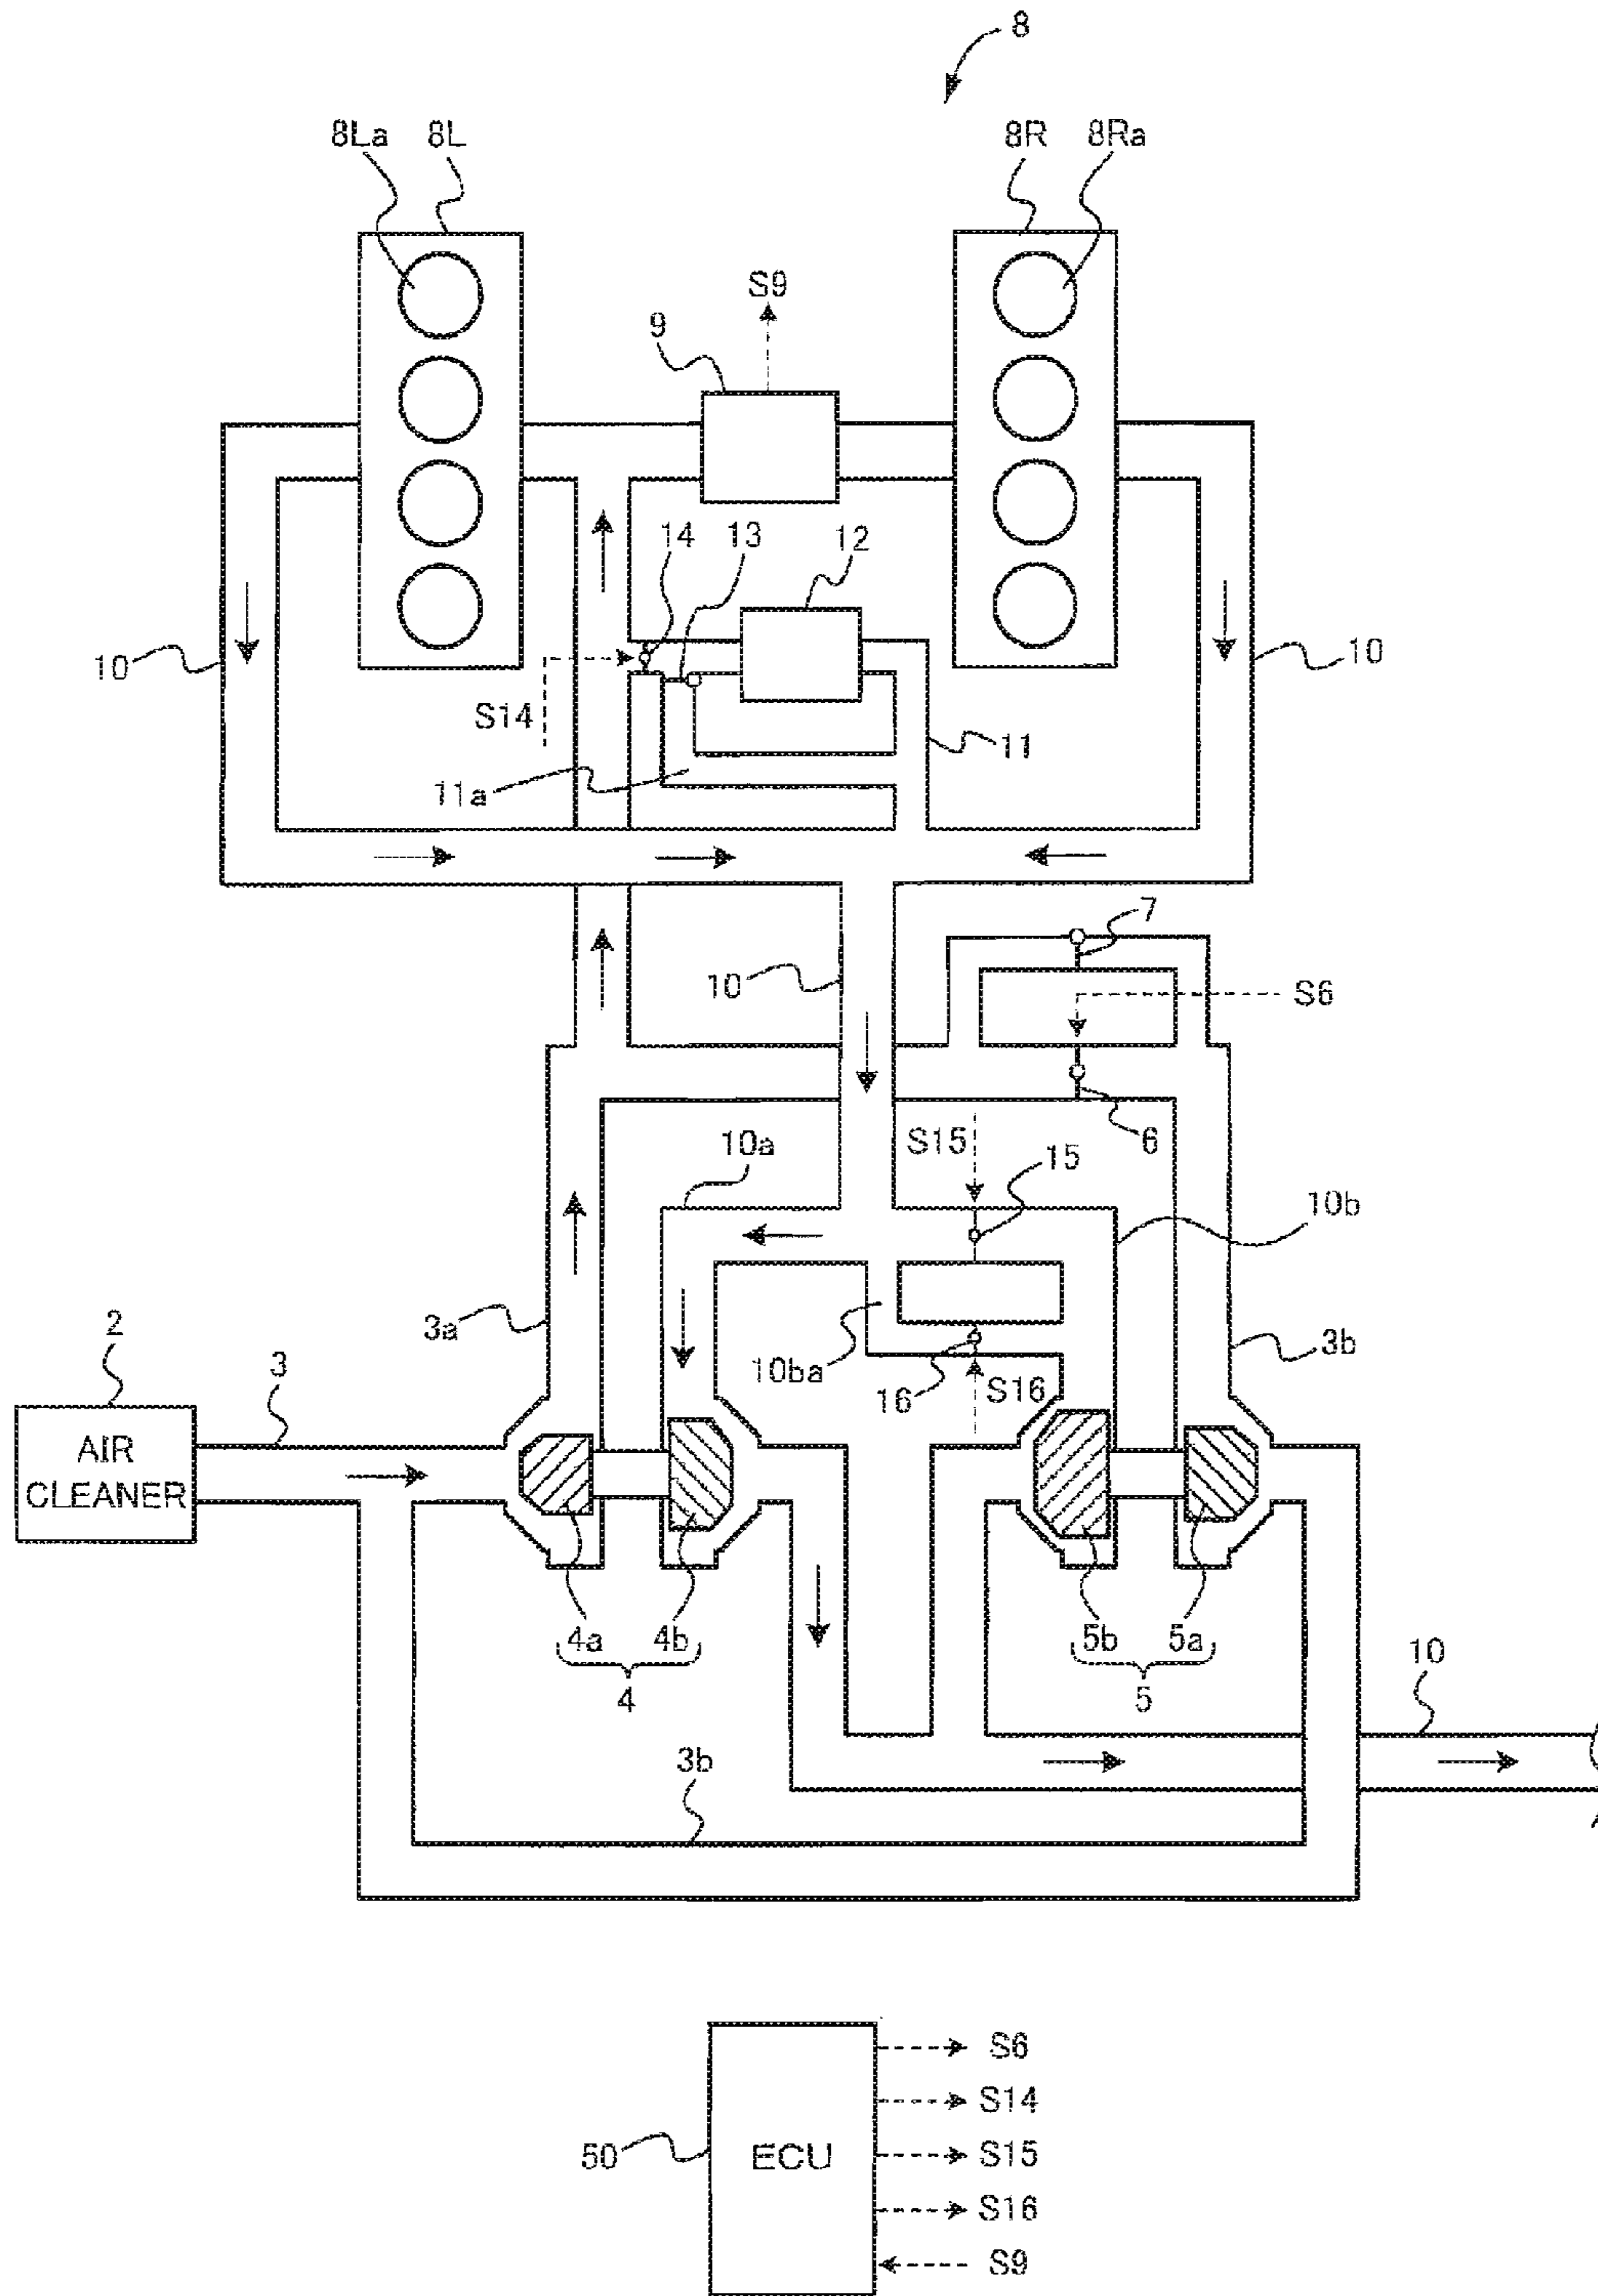 8
8La 8L 8R 8Ra
S9
9
14 13 12
10 10
S14
11
11a
7
10 S6
S15 6
10a 15
10b
2 3a 3b
3 10ba
16 S16
AIR
CLEANER
4a 4b 5b 5a
4 5
10
3b
S6
S14
50 ECU S15
S16
S9